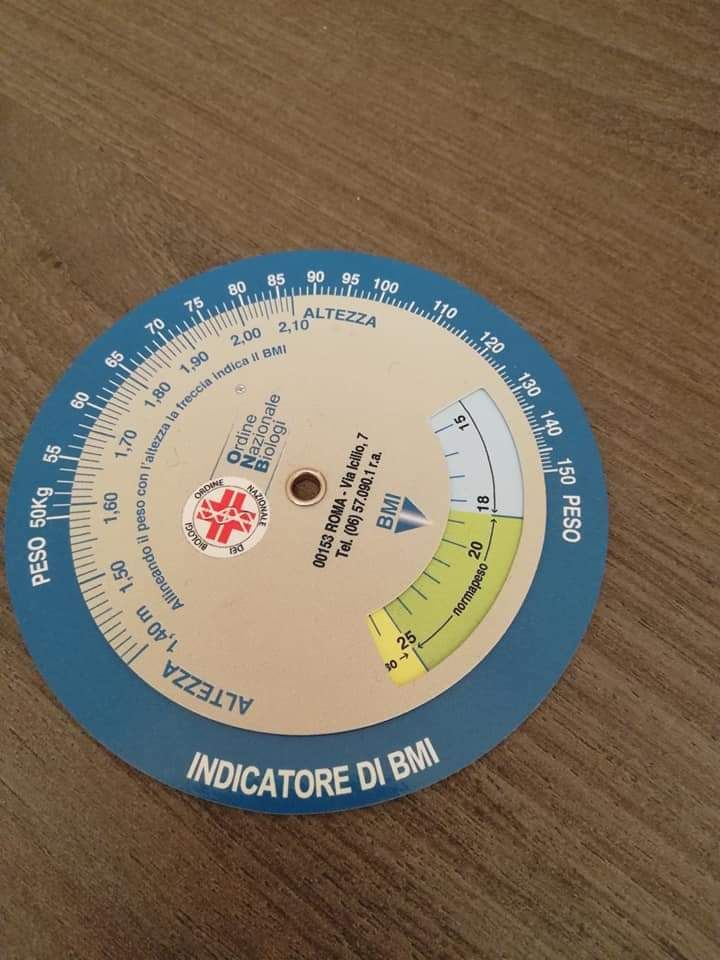 PESO 50Kg 55 60 65 70 75 80 85 90 95 100 110 120 130 140 150 PESO
ALTEZZA 1,40 m 1,50 1,60 1,70 1,80 1,90 2,00 2,10 ALTEZZA
Allineando il peso con l'altezza la freccia indica il BMI
®
Ordine
Nazionale
Biologi
ORDINE NAZIONALE
DEI
BIOLOGI
00153 ROMA - Via Icilio, 7
Tel. (06) 57.090.1 r.a.
BMI
15
18
20
normapeso
25
30
INDICATORE DI BMI